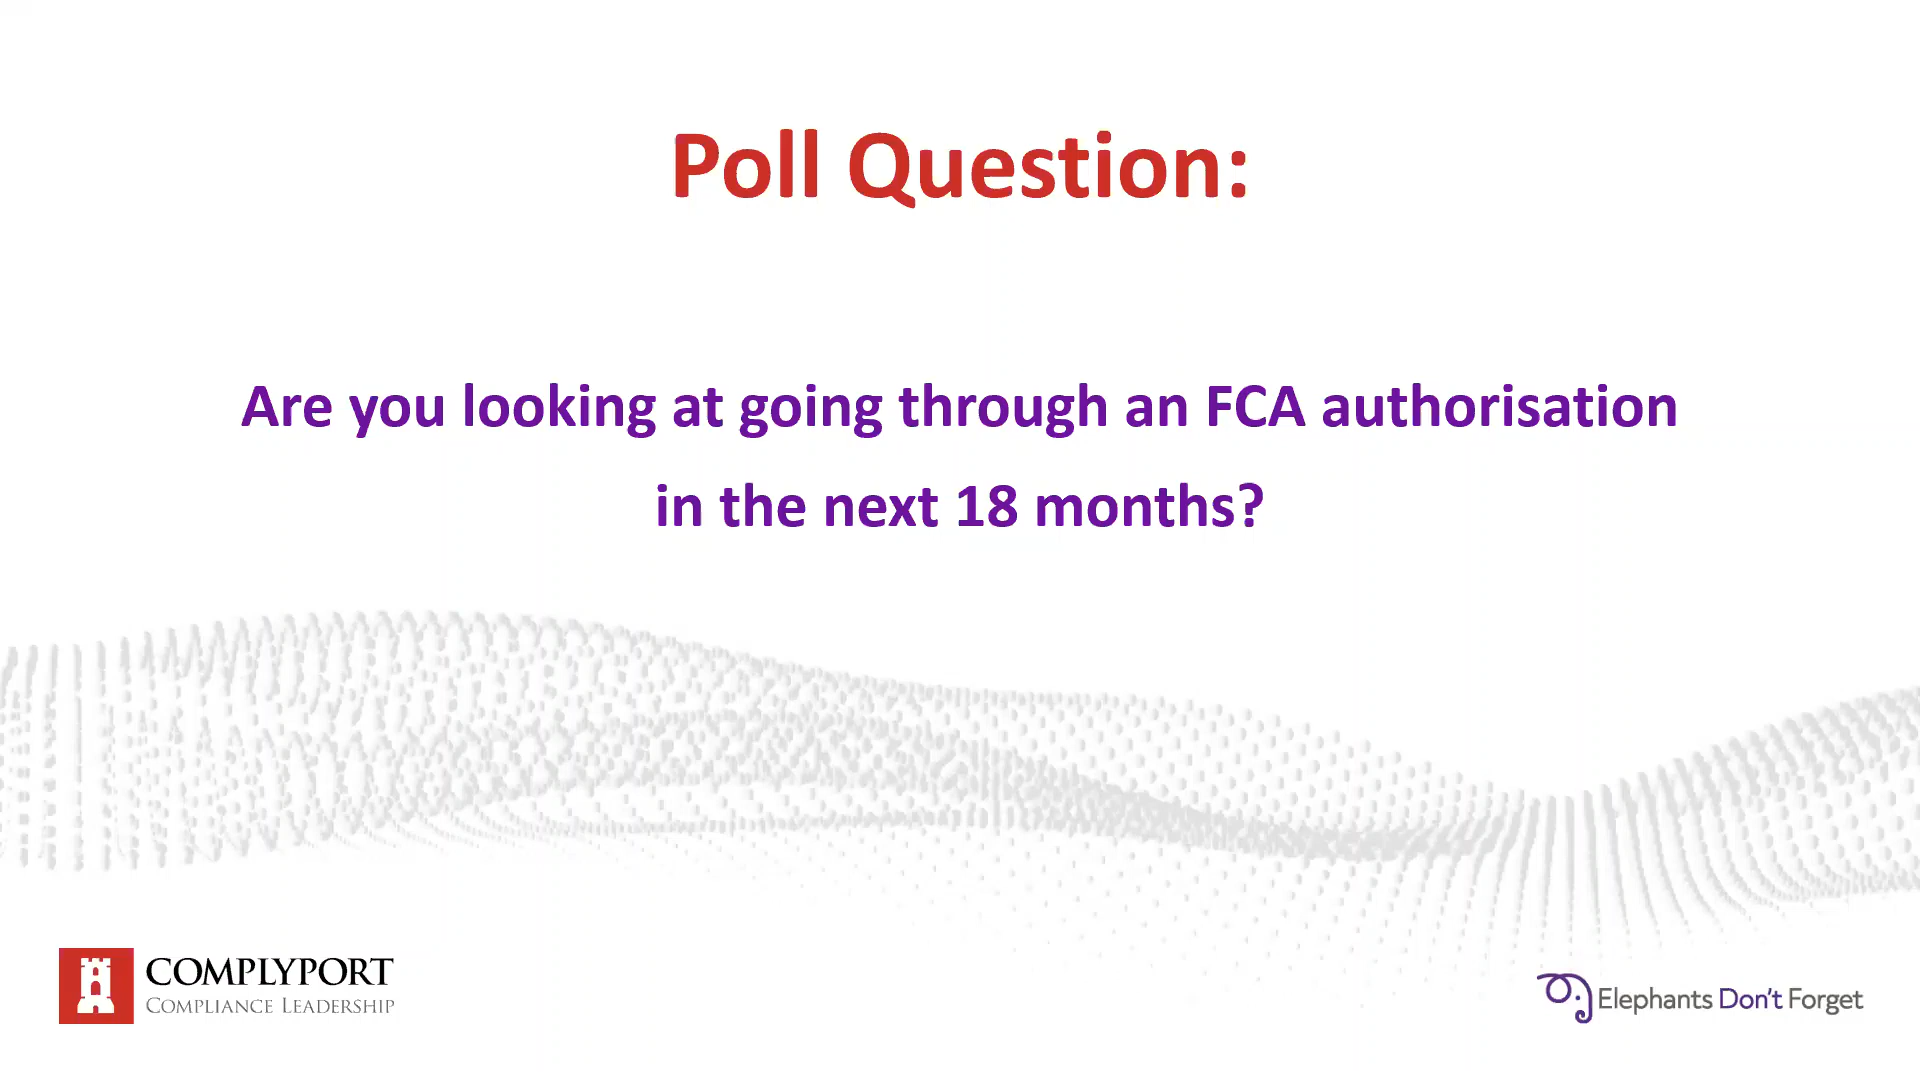 Poll Question:
Are you looking at going through an FCA authorisation
in the next 18 months?
COMPLYPORT
COMPLIANCE LEADERSHIP
Elephants Don't Forget